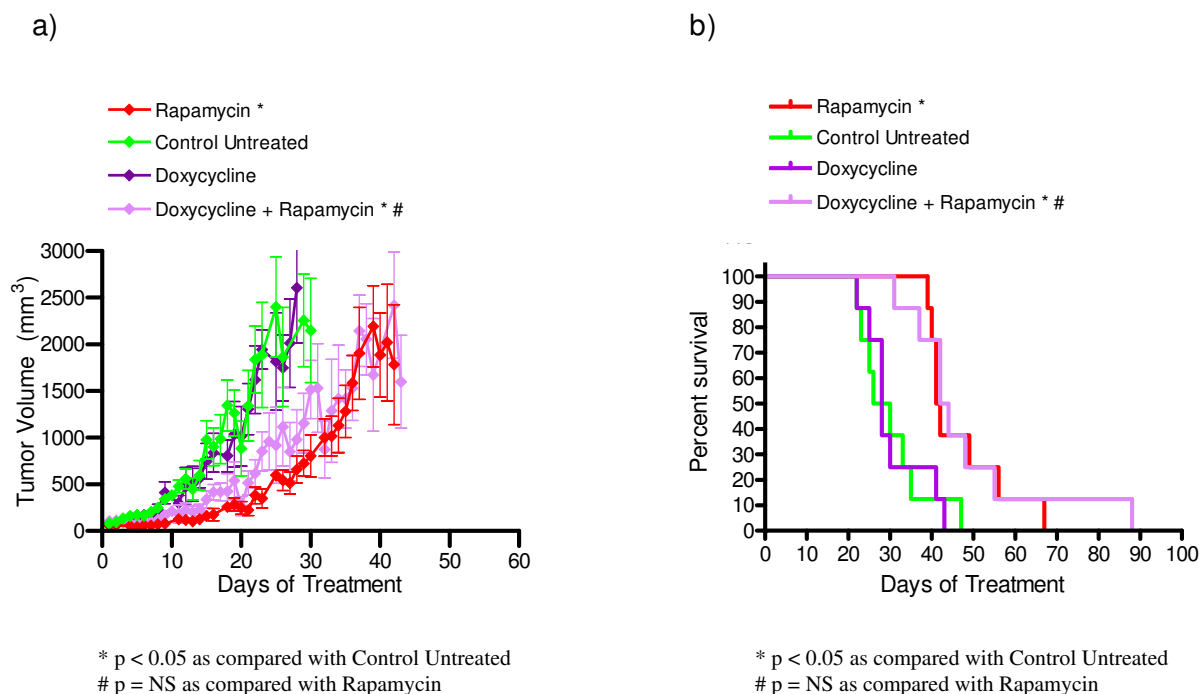 a)
Rapamycin *
Control Untreated
Doxycycline
Doxycycline + Rapamycin * #
3000
2500
2000
1500
1000
500
0
Tumor Volume (mm³)
0 10 20 30 40 50 60
Days of Treatment
* p < 0.05 as compared with Control Untreated
# p = NS as compared with Rapamycin
b)
Rapamycin *
Control Untreated
Doxycycline
Doxycycline + Rapamycin * #
100
90
80
70
60
50
40
30
20
10
0
Percent survival
0 10 20 30 40 50 60 70 80 90 100
Days of Treatment
* p < 0.05 as compared with Control Untreated
# p = NS as compared with Rapamycin